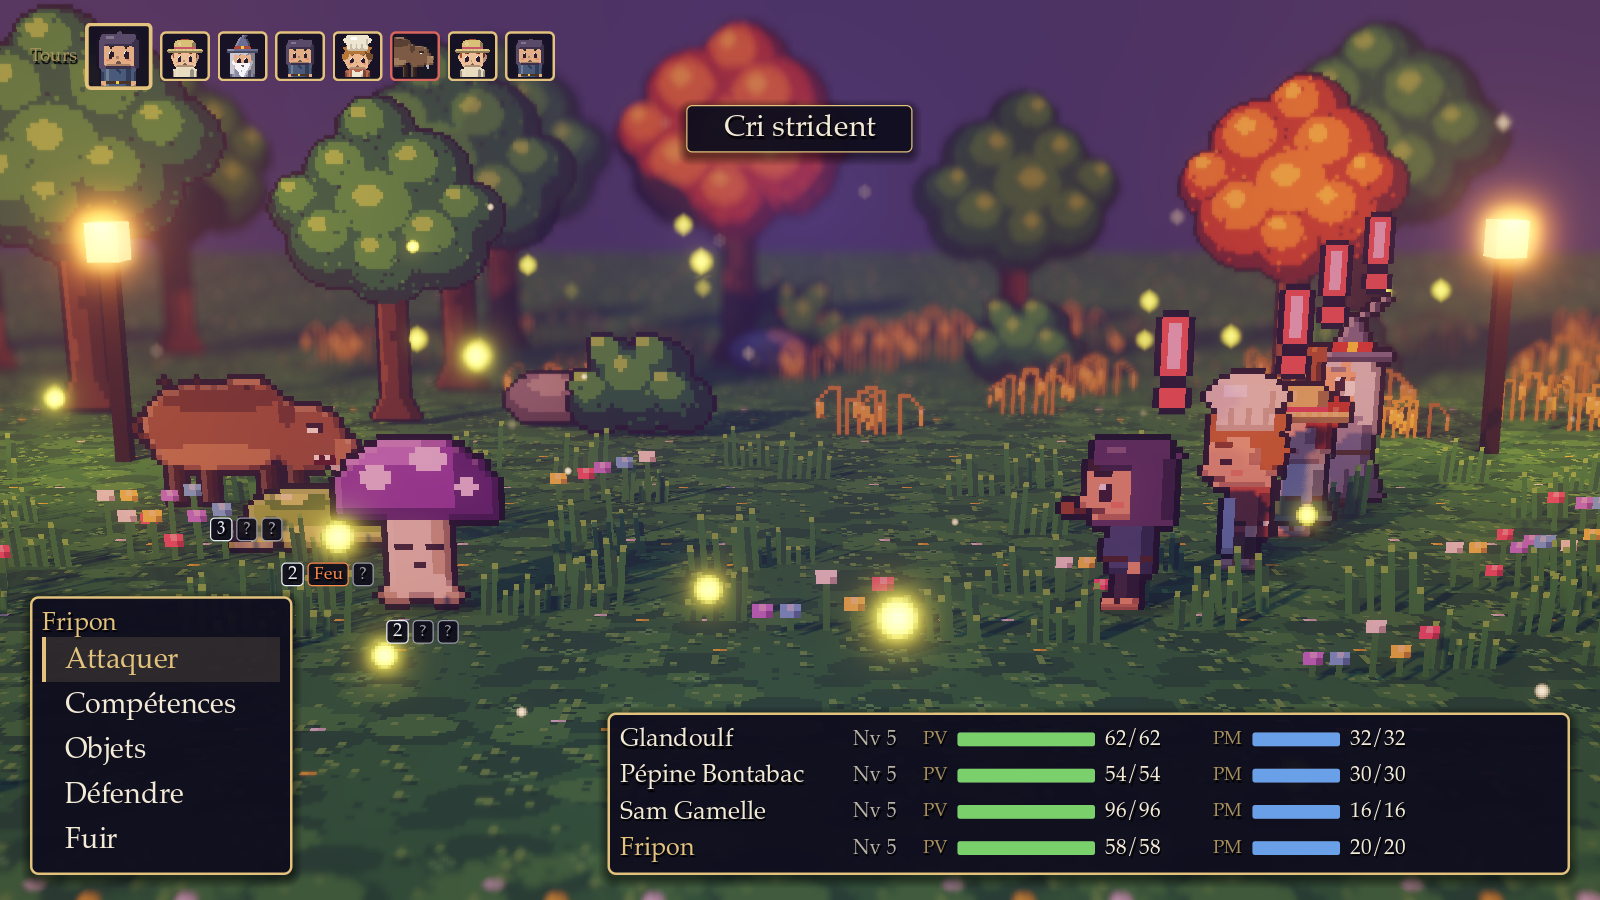 Tours
Cri strident
3 ? ?
2 Feu ?
2 ? ?
Fripon
Attaquer
Compétences
Objets
Défendre
Fuir
Glandoulf Nv 5 PV 62/62 PM 32/32
Pépine Bontabac Nv 5 PV 54/54 PM 30/30
Sam Gamelle Nv 5 PV 96/96 PM 16/16
Fripon Nv 5 PV 58/58 PM 20/20